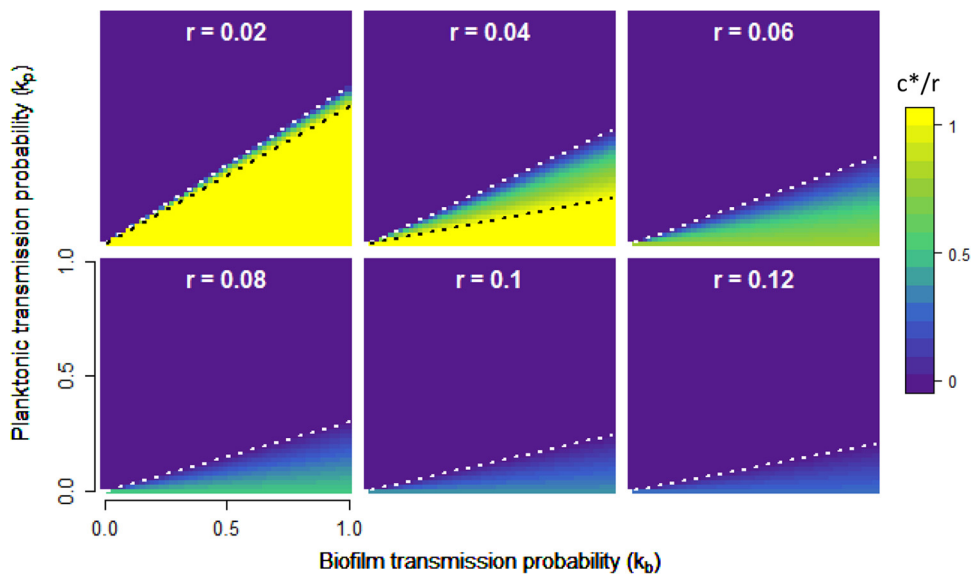 r = 0.02
r = 0.04
r = 0.06
c*/r
1
0.5
0
Planktonic transmission probability (kp)
1.0
0.5
0.0
r = 0.08
r = 0.1
r = 0.12
0.0
0.5
1.0
Biofilm transmission probability (kb)